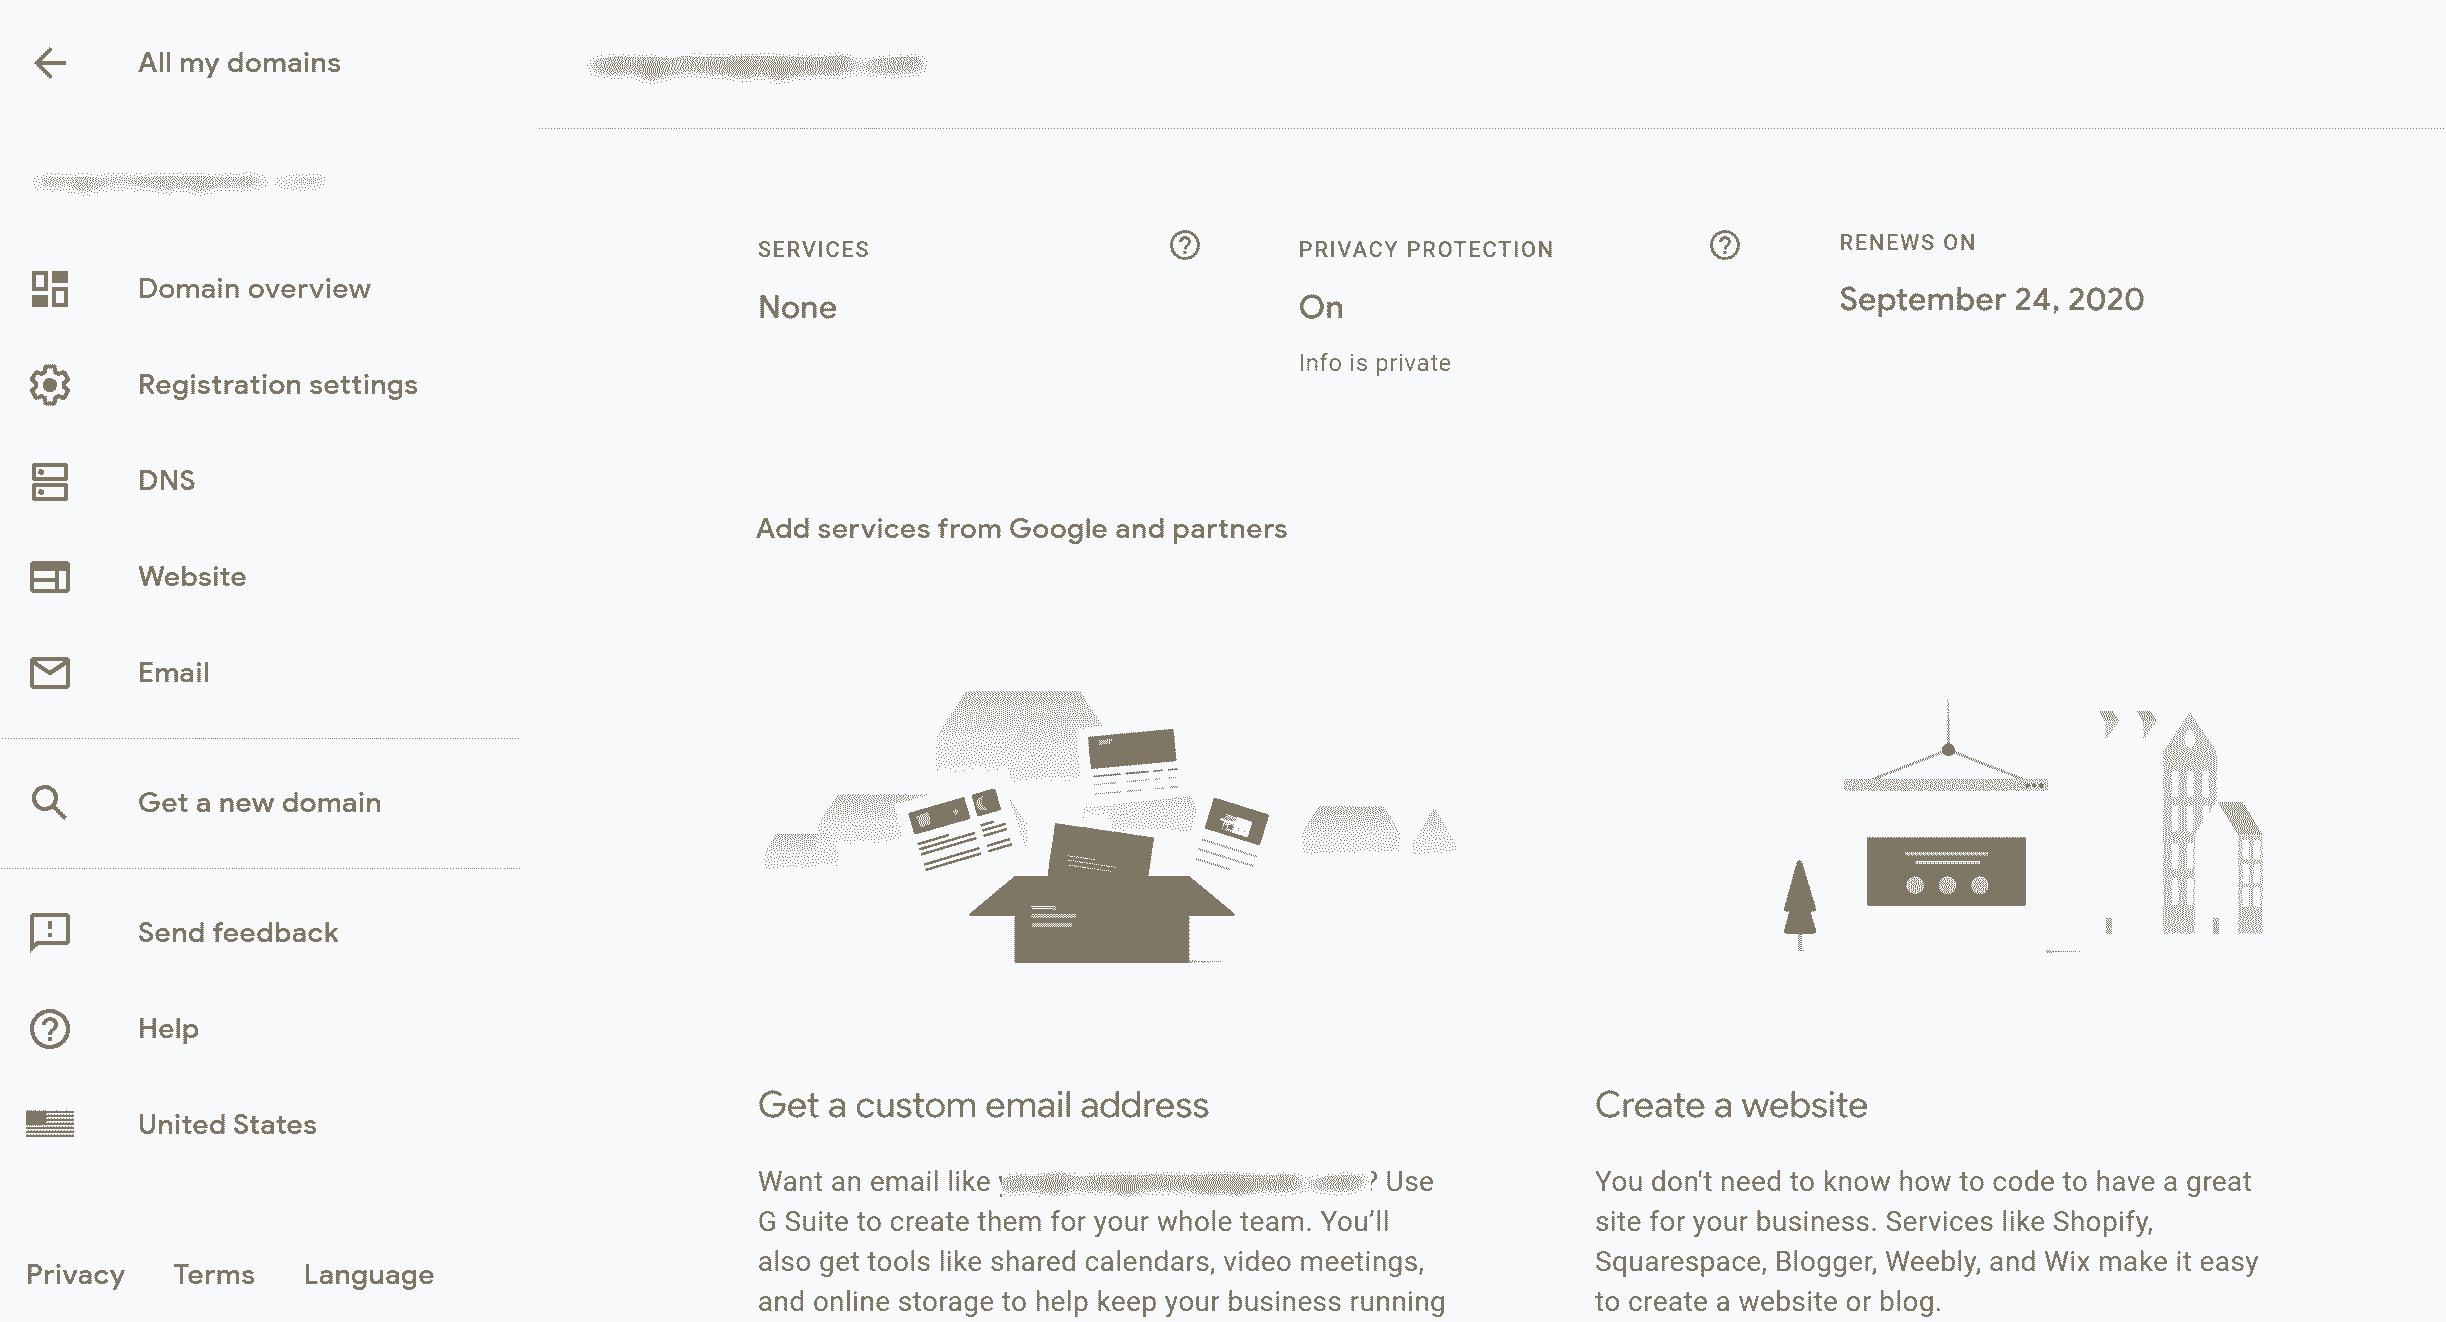 All my domains
Domain overview
Registration settings
DNS
Website
Email
Get a new domain
Send feedback
Help
United States
Privacy Terms Language
SERVICES
None
PRIVACY PROTECTION
On
Info is private
RENEWS ON
September 24, 2020
Add services from Google and partners
Get a custom email address
Want an email like ? Use
G Suite to create them for your whole team. You’ll
also get tools like shared calendars, video meetings,
and online storage to help keep your business running
Create a website
You don't need to know how to code to have a great
site for your business. Services like Shopify,
Squarespace, Blogger, Weebly, and Wix make it easy
to create a website or blog.